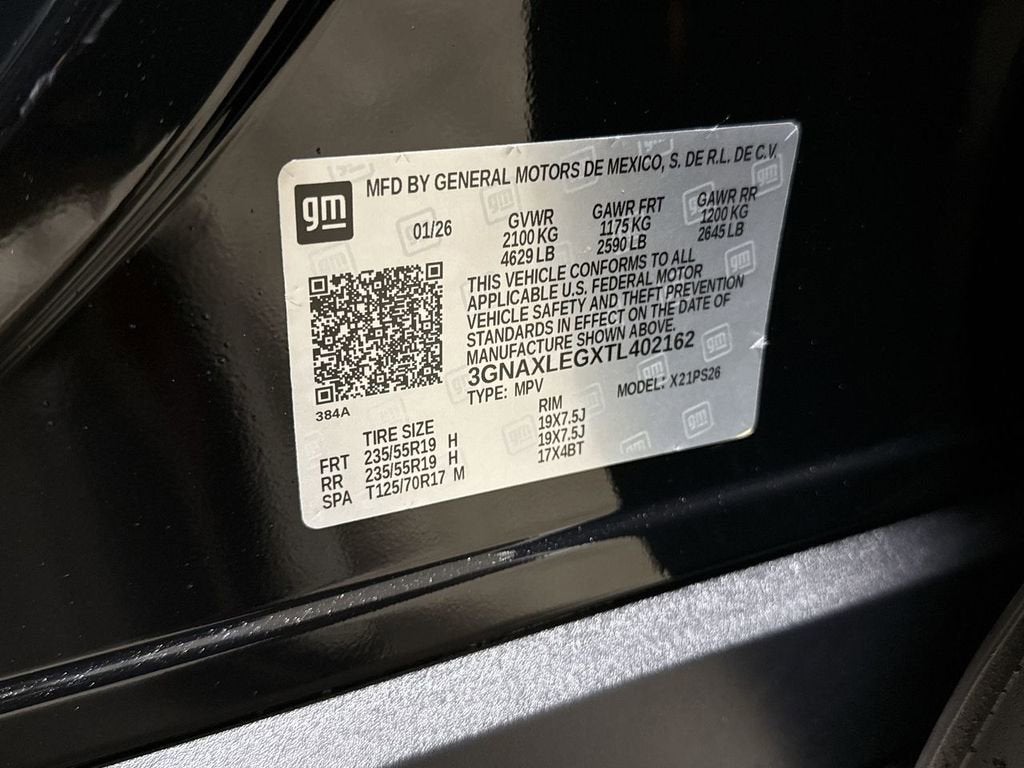 gm
MFD BY GENERAL MOTORS DE MEXICO, S. DE R.L. DE C.V.
01/26
GVWR GAWR FRT GAWR RR
2100 KG 1175 KG 1200 KG
4629 LB 2590 LB 2645 LB
THIS VEHICLE CONFORMS TO ALL
APPLICABLE U.S. FEDERAL MOTOR
VEHICLE SAFETY AND THEFT PREVENTION
STANDARDS IN EFFECT ON THE DATE OF
MANUFACTURE SHOWN ABOVE.
3GNAXLEGXTL402162
TYPE: MPV MODEL: X21PS26
384A
TIRE SIZE RIM
FRT 235/55R19 H 19X7.5J
RR 235/55R19 H 19X7.5J
SPA T125/70R17 M 17X4BT